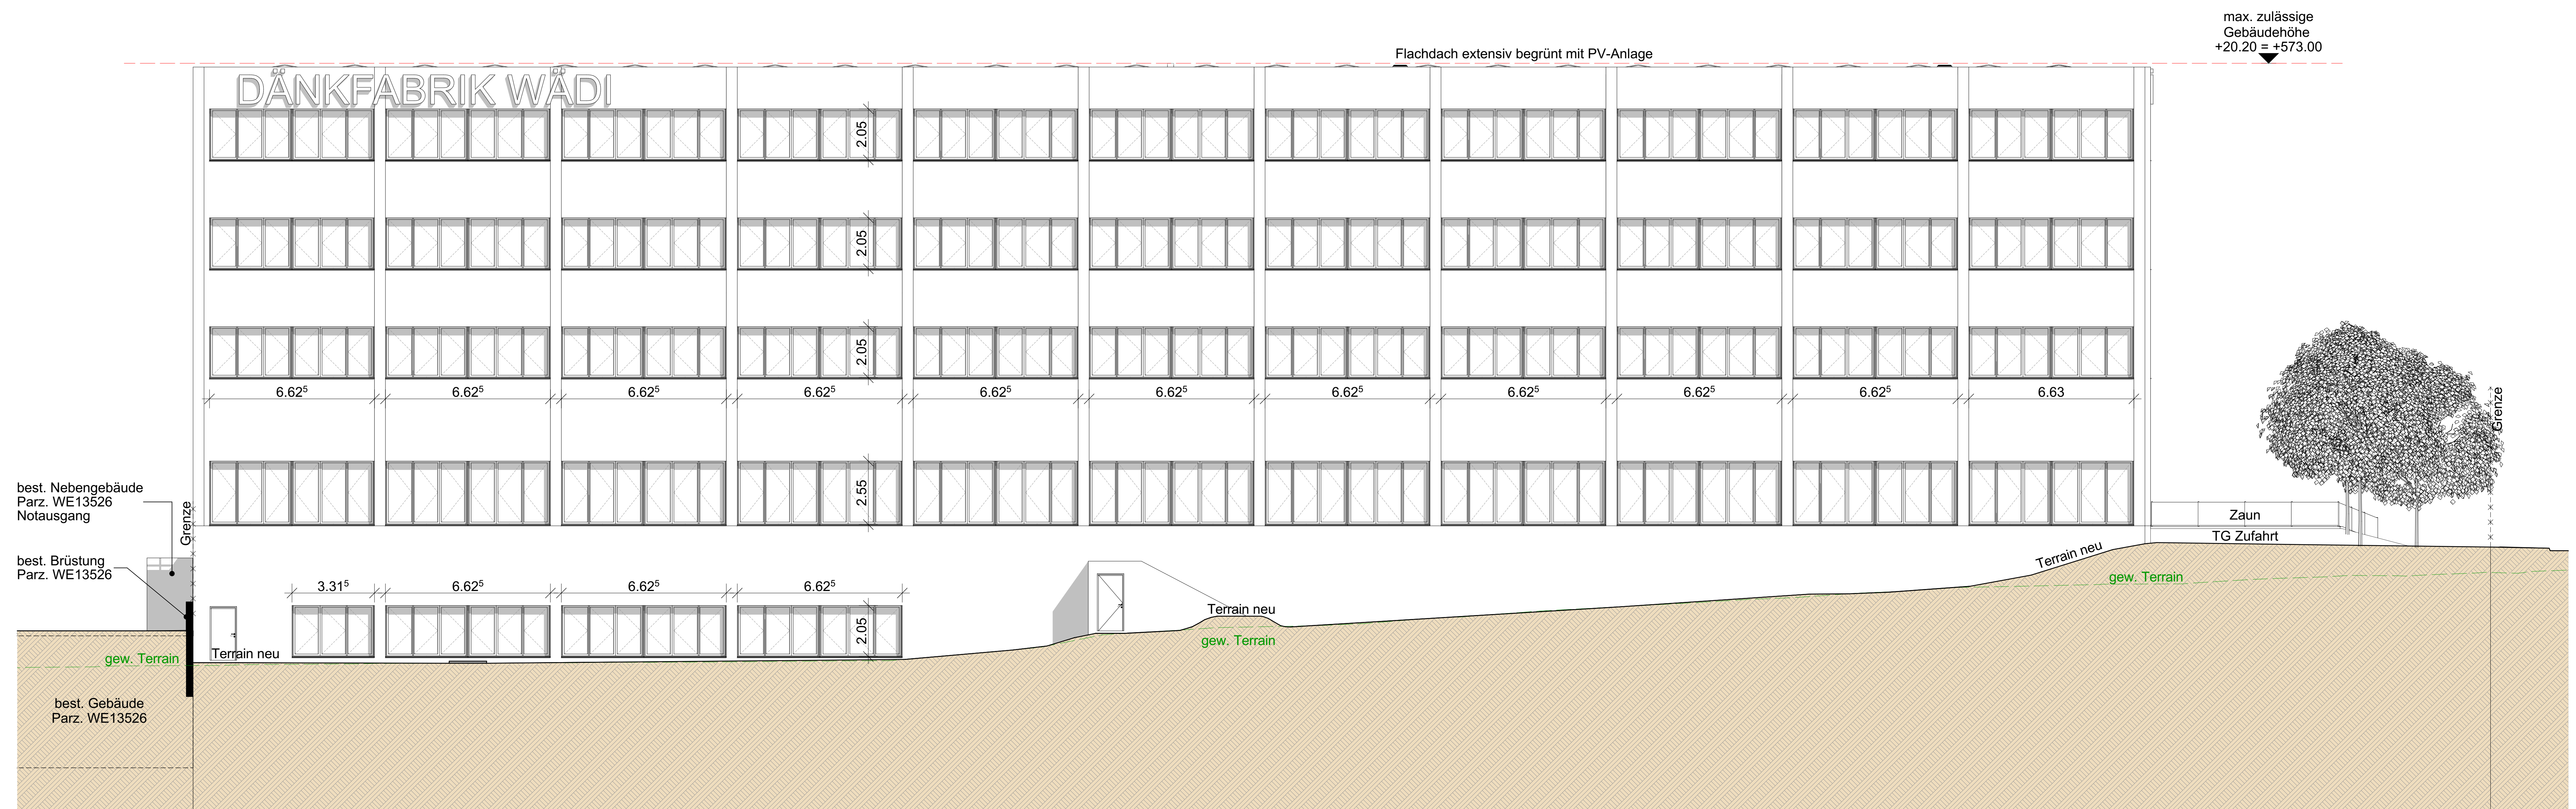 max. zulässige
Gebäudehöhe
+20.20 = +573.00
Flachdach extensiv begrünt mit PV-Anlage
DÄNKFABRIK WÄDI
2.05
2.05
2.05
6.62⁵
6.62⁵
6.62⁵
6.62⁵
6.62⁵
6.62⁵
6.62⁵
6.62⁵
6.62⁵
6.62⁵
6.63
Grenze
2.55
best. Nebengebäude
Parz. WE13526
Notausgang
Grenze
Zaun
TG Zufahrt
best. Brüstung
Parz. WE13526
Terrain neu
gew. Terrain
3.31⁵
6.62⁵
6.62⁵
6.62⁵
2.05
Terrain neu
gew. Terrain
Terrain neu
gew. Terrain
best. Gebäude
Parz. WE13526